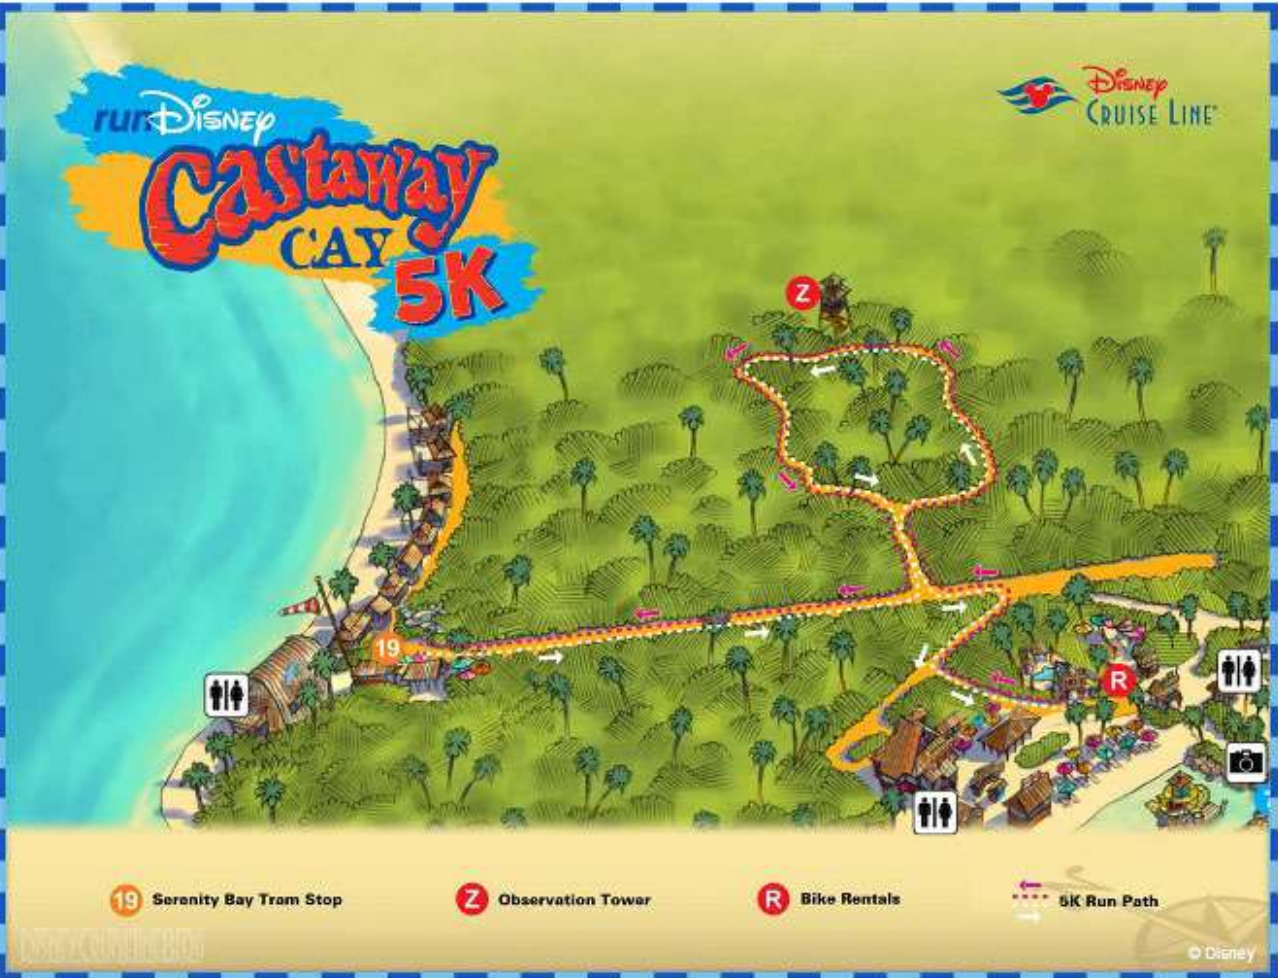 runDisney
Castaway
CAY
5K
Disney
CRUISE LINE
Z
19
R
19 Serenity Bay Tram Stop
Z Observation Tower
R Bike Rentals
5K Run Path
© Disney